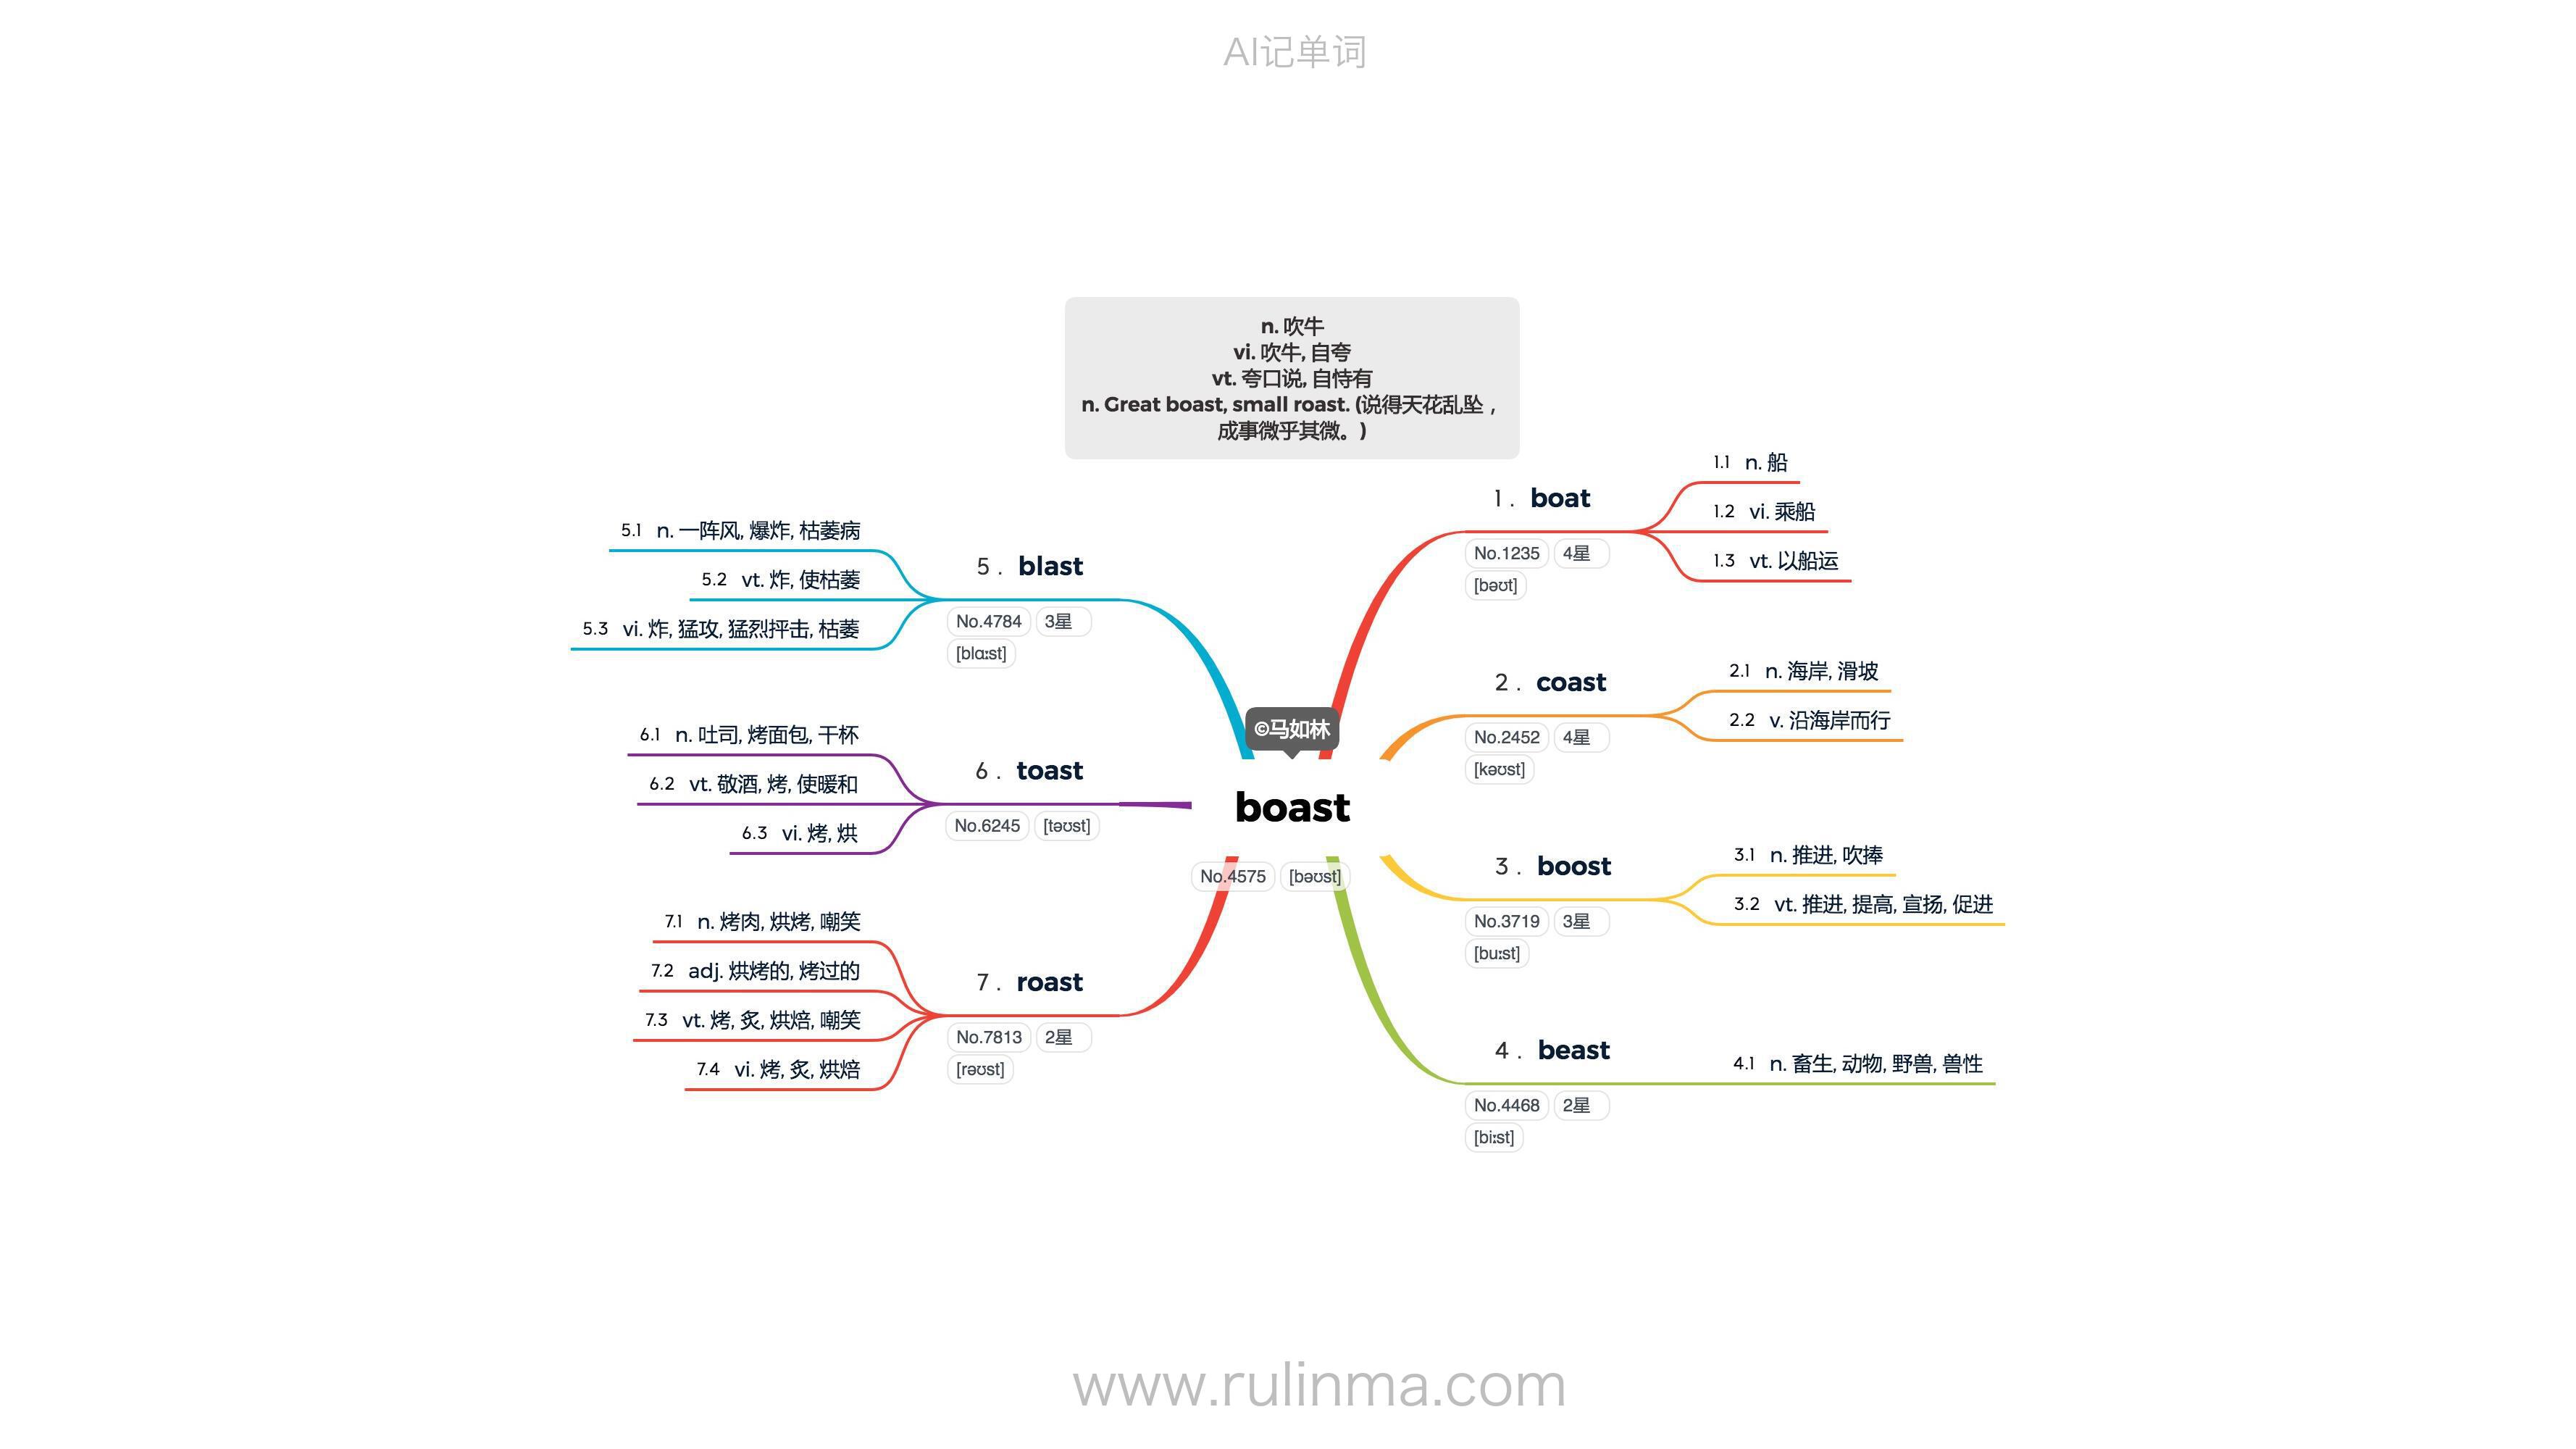 AI记单词
n. 吹牛
vi. 吹牛, 自夸
vt. 夸口说, 自恃有
n. Great boast, small roast. (说得天花乱坠，
成事微乎其微。)
©马如林
boast
No.4575 [bəʊst]
1. boat
No.1235 4星
[bəʊt]
1.1 n. 船
1.2 vi. 乘船
1.3 vt. 以船运
2. coast
No.2452 4星
[kəʊst]
2.1 n. 海岸, 滑坡
2.2 v. 沿海岸而行
3. boost
No.3719 3星
[buːst]
3.1 n. 推进, 吹捧
3.2 vt. 推进, 提高, 宣扬, 促进
4. beast
No.4468 2星
[biːst]
4.1 n. 畜生, 动物, 野兽, 兽性
5. blast
No.4784 3星
[blɑːst]
5.1 n. 一阵风, 爆炸, 枯萎病
5.2 vt. 炸, 使枯萎
5.3 vi. 炸, 猛攻, 猛烈抨击, 枯萎
6. toast
No.6245 [təʊst]
6.1 n. 吐司, 烤面包, 干杯
6.2 vt. 敬酒, 烤, 使暖和
6.3 vi. 烤, 烘
7. roast
No.7813 2星
[rəʊst]
7.1 n. 烤肉, 烘烤, 嘲笑
7.2 adj. 烘烤的, 烤过的
7.3 vt. 烤, 炙, 烘焙, 嘲笑
7.4 vi. 烤, 炙, 烘焙
www.rulinma.com